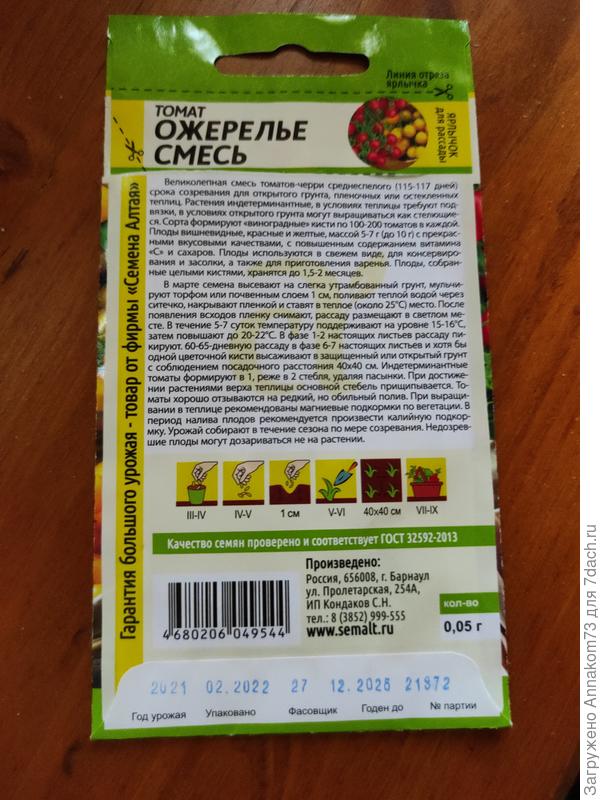 Линия отреза
ярлычка
ТОМАТ
ОЖЕРЕЛЬЕ
СМЕСЬ
ЯРЛЫЧОК
для рассады
Гарантия большого урожая - товар от фирмы «Семена Алтая»
Великолепная смесь томатов-черри среднеспелого (115-117 дней)
срока созревания для открытого грунта, пленочных или остекленных
теплиц. Растения индетерминантные, в условиях теплицы требуют под-
вязки, в условиях открытого грунта могут выращиваться как стелющие-
ся. Сорта формируют «виноградные» кисти по 100-200 томатов в каждой.
Плоды вишневидные, красные и желтые, массой 5-7 г (до 10 г) с прекрас-
ными вкусовыми качествами, с повышенным содержанием витамина
«С» и сахаров. Плоды используются в свежем виде, для консервиро-
вания и засолки, а также для приготовления варенья. Плоды, собран-
ные целыми кистями, хранятся до 1,5-2 месяцев.
В марте семена высевают на слегка утрамбованный грунт, мульчи-
руют торфом или почвенным слоем 1 см, поливают теплой водой через
ситечко, накрывают пленкой и ставят в теплое (около 25°С) место. После
появления всходов пленку снимают, рассаду размещают в светлом ме-
сте. В течение 5-7 суток температуру поддерживают на уровне 15-16°С,
затем повышают до 20-22°С. В фазе 1-2 настоящих листьев рассаду пи-
кируют. 60-65-дневную рассаду в фазе 6-7 настоящих листьев и хотя бы
одной цветочной кисти высаживают в защищенный или открытый грунт
с соблюдением посадочного расстояния 40х40 см. Индетерминантные
томаты формируют в 1, реже в 2 стебля, удаляя пасынки. При достиже-
нии растениями верха теплицы основной стебель прищипывается. То-
маты хорошо отзываются на редкий, но обильный полив. При выращи-
вании в теплице рекомендованы магниевые подкормки по вегетации. В
период налива плодов рекомендуется произвести калийную подкор-
мку. Урожай собирают в течение сезона по мере созревания. Недозрев-
шие плоды могут дозариваться не на растении.
III-IV IV-V 1 см V-VI 40х40 см VII-IX
Качество семян проверено и соответствует ГОСТ 32592-2013
Произведено:
Россия, 656008, г. Барнаул
ул. Пролетарская, 254А,
ИП Кондаков С.Н.
тел.: 8 (3852) 999-555
www.semalt.ru
кол-во
0,05 г
4680206 049544
2021 02.2022 27 12.2026 21872
Год урожая Упаковано Фасовщик Годен до № партии
Загружено Annakom73 для 7dach.ru